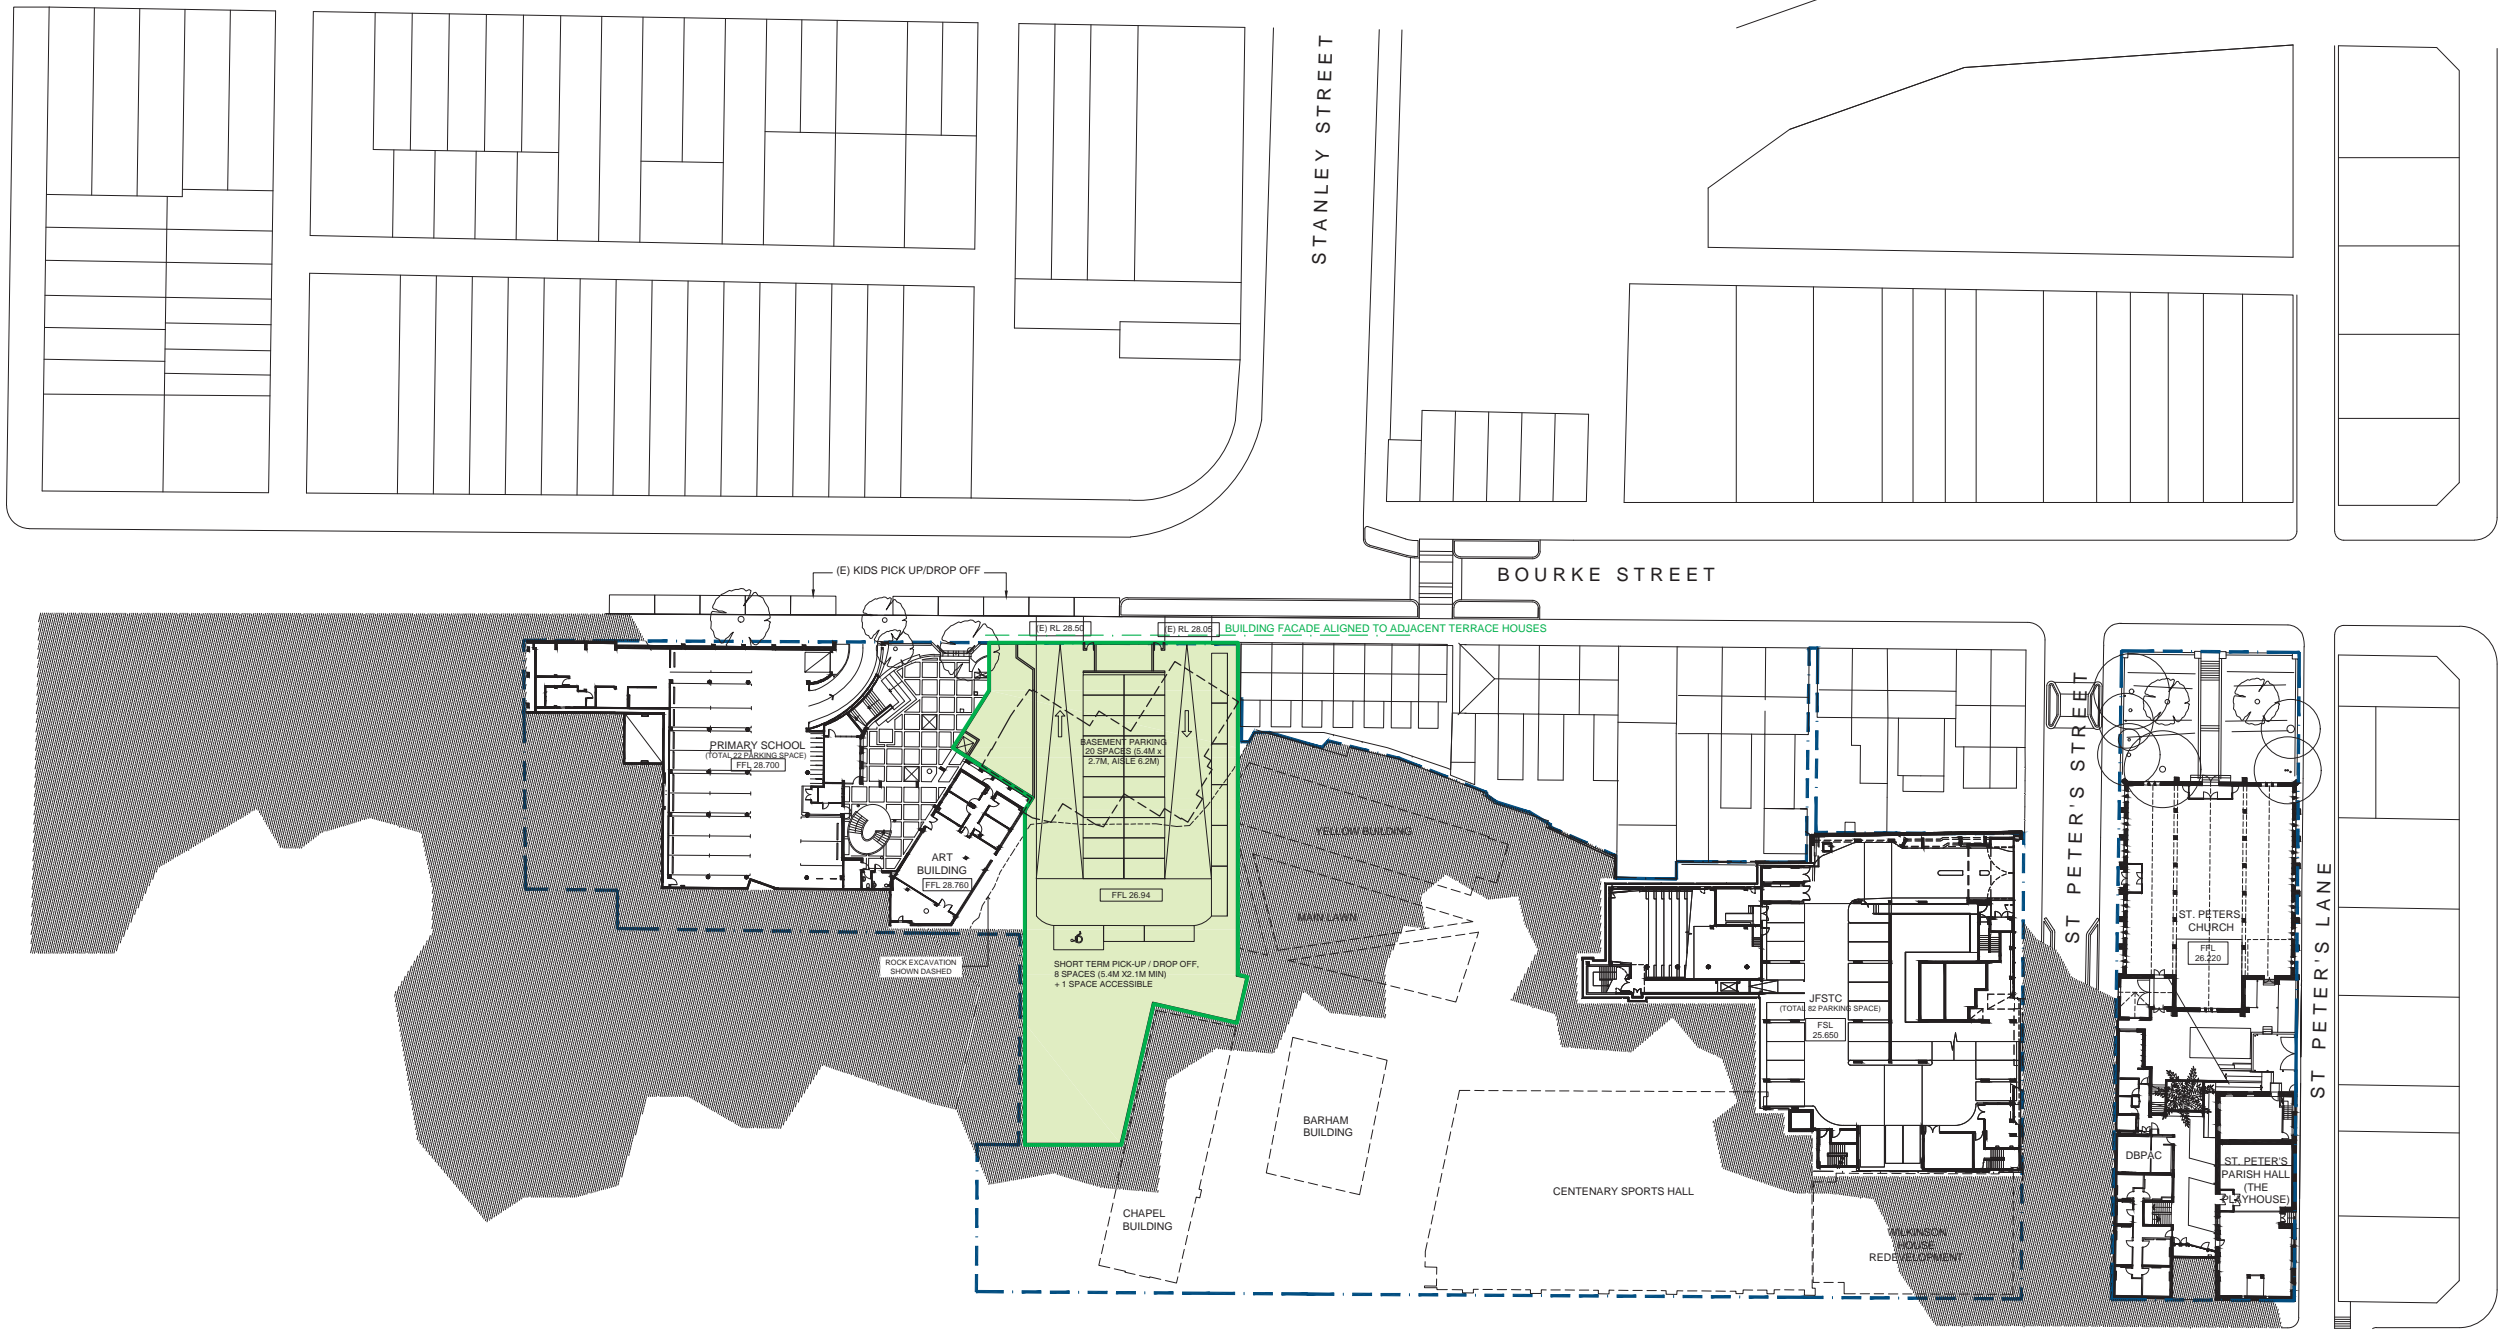 STANLEY STREET
BOURKE STREET
(E) KIDS PICK UP/DROP OFF
(E) RL 28.50
(E) RL 28.05
BUILDING FACADE ALIGNED TO ADJACENT TERRACE HOUSES
PRIMARY SCHOOL
(TOTAL 22 PARKING SPACE)
FFL 28.700
BASEMENT PARKING
20 SPACES (5.4M x
2.7M, AISLE 6.2M)
ART
BUILDING
FFL 28.760
FFL 26.94
ROCK EXCAVATION
SHOWN DASHED
SHORT TERM PICK-UP / DROP OFF,
8 SPACES (5.4M X2.1M MIN)
+ 1 SPACE ACCESSIBLE
YELLOW BUILDING
MAIN LAWN
BARHAM
BUILDING
CHAPEL
BUILDING
CENTENARY SPORTS HALL
JFSTC
(TOTAL 82 PARKING SPACE)
FSL
25.650
WILKINSON
HOUSE
REDEVELOPMENT
ST PETER'S STREET
ST. PETERS
CHURCH
FFL
26.220
DBPAC
ST. PETER'S
PARISH HALL
(THE
PLAYHOUSE)
ST PETER'S LANE